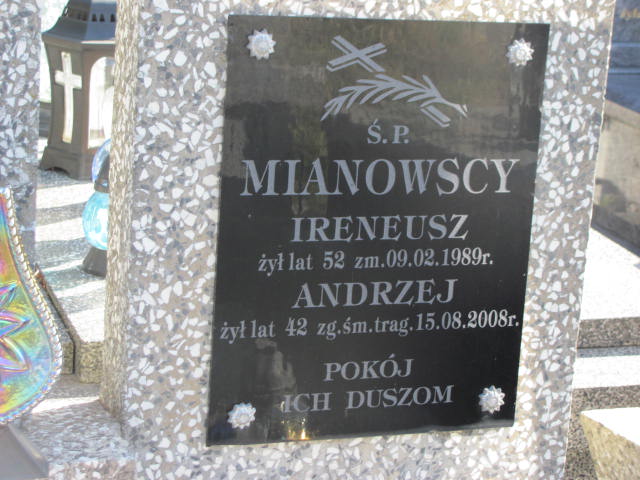 Ś.P.
MIANOWSCY
IRENEUSZ
żył lat 52 zm.09.02.1989r.
ANDRZEJ
żył lat 42 zg.śm.trag.15.08.2008r.
POKÓJ
ICH DUSZOM